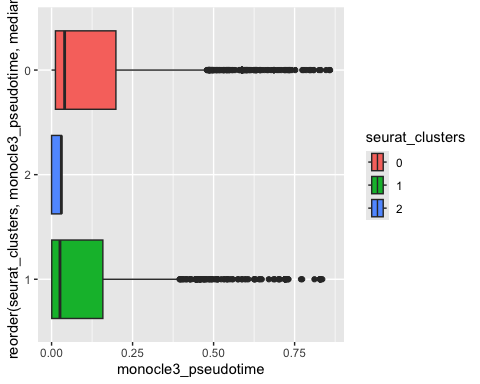 reorder(seurat_clusters, monocle3_pseudotime, median
0
2
1
0.00 0.25 0.50 0.75
monocle3_pseudotime
seurat_clusters
0
1
2